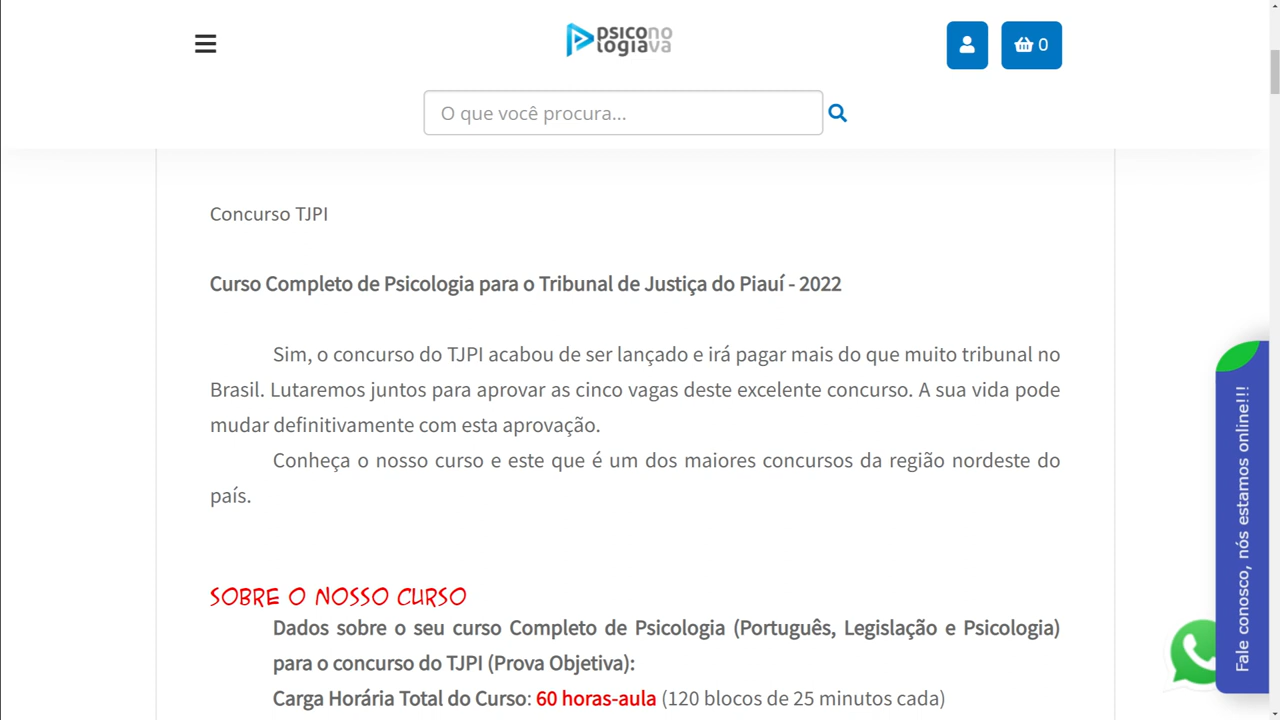 psicono
logiava
0
O que você procura...
Concurso TJPI
Curso Completo de Psicologia para o Tribunal de Justiça do Piauí - 2022
Sim, o concurso do TJPI acabou de ser lançado e irá pagar mais do que muito tribunal no
Brasil. Lutaremos juntos para aprovar as cinco vagas deste excelente concurso. A sua vida pode
mudar definitivamente com esta aprovação.
Conheça o nosso curso e este que é um dos maiores concursos da região nordeste do
país.
SOBRE O NOSSO CURSO
Dados sobre o seu curso Completo de Psicologia (Português, Legislação e Psicologia)
para o concurso do TJPI (Prova Objetiva):
Carga Horária Total do Curso: 60 horas-aula (120 blocos de 25 minutos cada)
Fale conosco, nós estamos online!!!